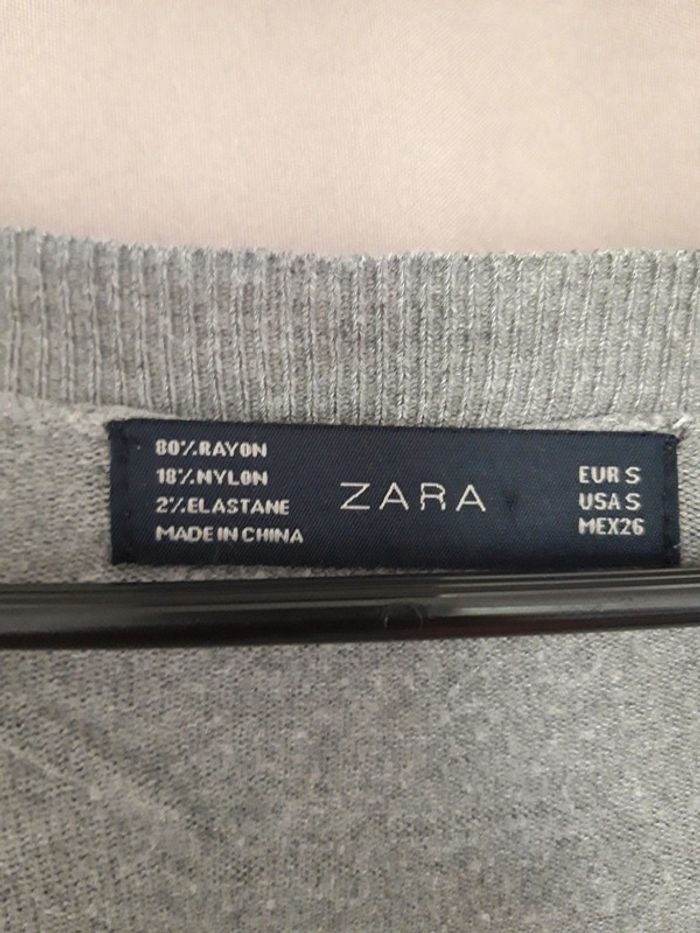 80% RAYON
18% NYLON
2% ELASTANE
MADE IN CHINA
ZARA
EUR S
USA S
MEX 26